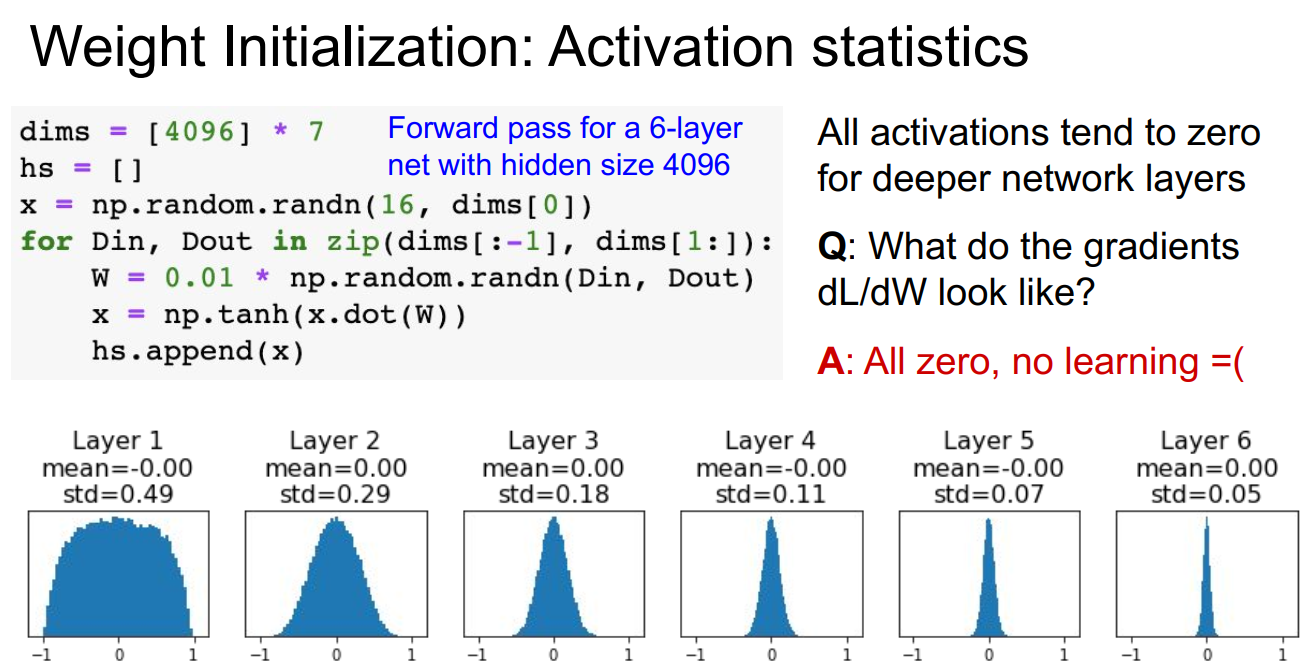 Weight Initialization: Activation statistics
dims = [4096] * 7
hs = []
x = np.random.randn(16, dims[0])
for Din, Dout in zip(dims[:-1], dims[1:]):
    W = 0.01 * np.random.randn(Din, Dout)
    x = np.tanh(x.dot(W))
    hs.append(x)
Forward pass for a 6-layer
net with hidden size 4096
All activations tend to zero
for deeper network layers
Q: What do the gradients
dL/dW look like?
A: All zero, no learning =(
Layer 1
mean=-0.00
std=0.49
-1 0 1
Layer 2
mean=0.00
std=0.29
-1 0 1
Layer 3
mean=0.00
std=0.18
-1 0 1
Layer 4
mean=-0.00
std=0.11
-1 0 1
Layer 5
mean=-0.00
std=0.07
-1 0 1
Layer 6
mean=0.00
std=0.05
-1 0 1